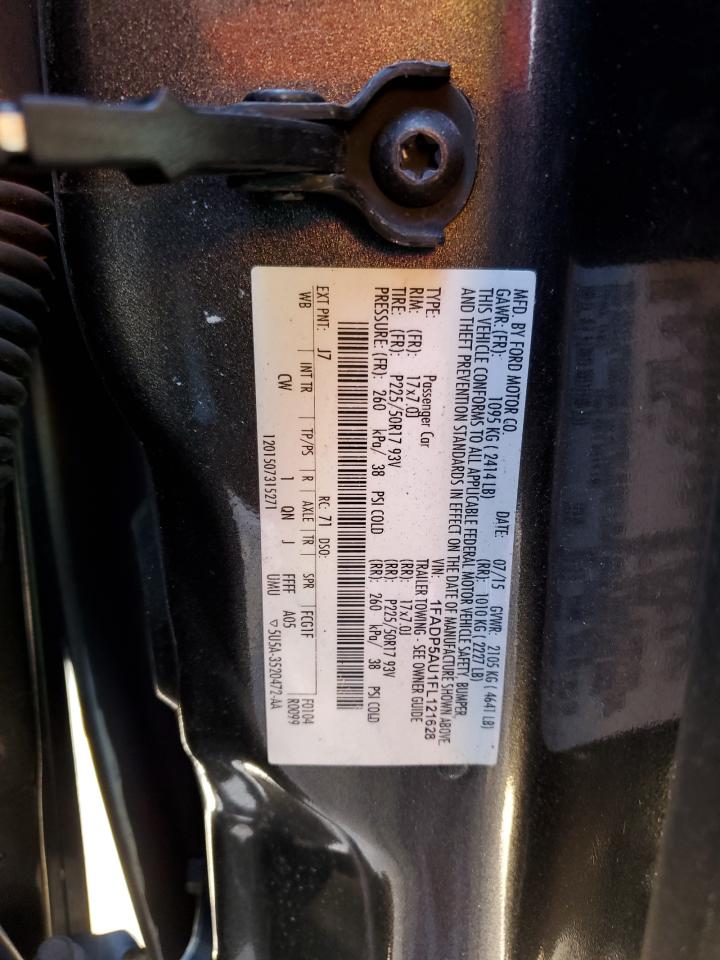 MFD. BY FORD MOTOR CO.
DATE: 07/15 GVWR: 2105 KG ( 4641 LB)
GAWR: (FR): 1095 KG ( 2414 LB) (RR): 1010 KG ( 2227 LB)
THIS VEHICLE CONFORMS TO ALL APPLICABLE FEDERAL MOTOR VEHICLE SAFETY, BUMPER,
AND THEFT PREVENTION STANDARDS IN EFFECT ON THE DATE OF MANUFACTURE SHOWN ABOVE
VIN: 1FADP5AU1FL121628
TYPE: Passenger Car TRAILER TOWING - SEE OWNER GUIDE
RIM: (FR): 17x7.0J (RR): 17x7.0J
TIRE: (FR): P225/50R17 93V (RR): P225/50R17 93V
PRESSURE: (FR): 260 kPa/ 38 PSI COLD (RR): 260 kPa/ 38 PSI COLD
EXT PNT: J7 RC: 71 DSO: F0104
WB INT TR TP/PS R AXLE TR SPR FCG1F R0099
CW 1 QN J FFFF A05
1201507315271 UMU ▽5U5A-3520472-AA